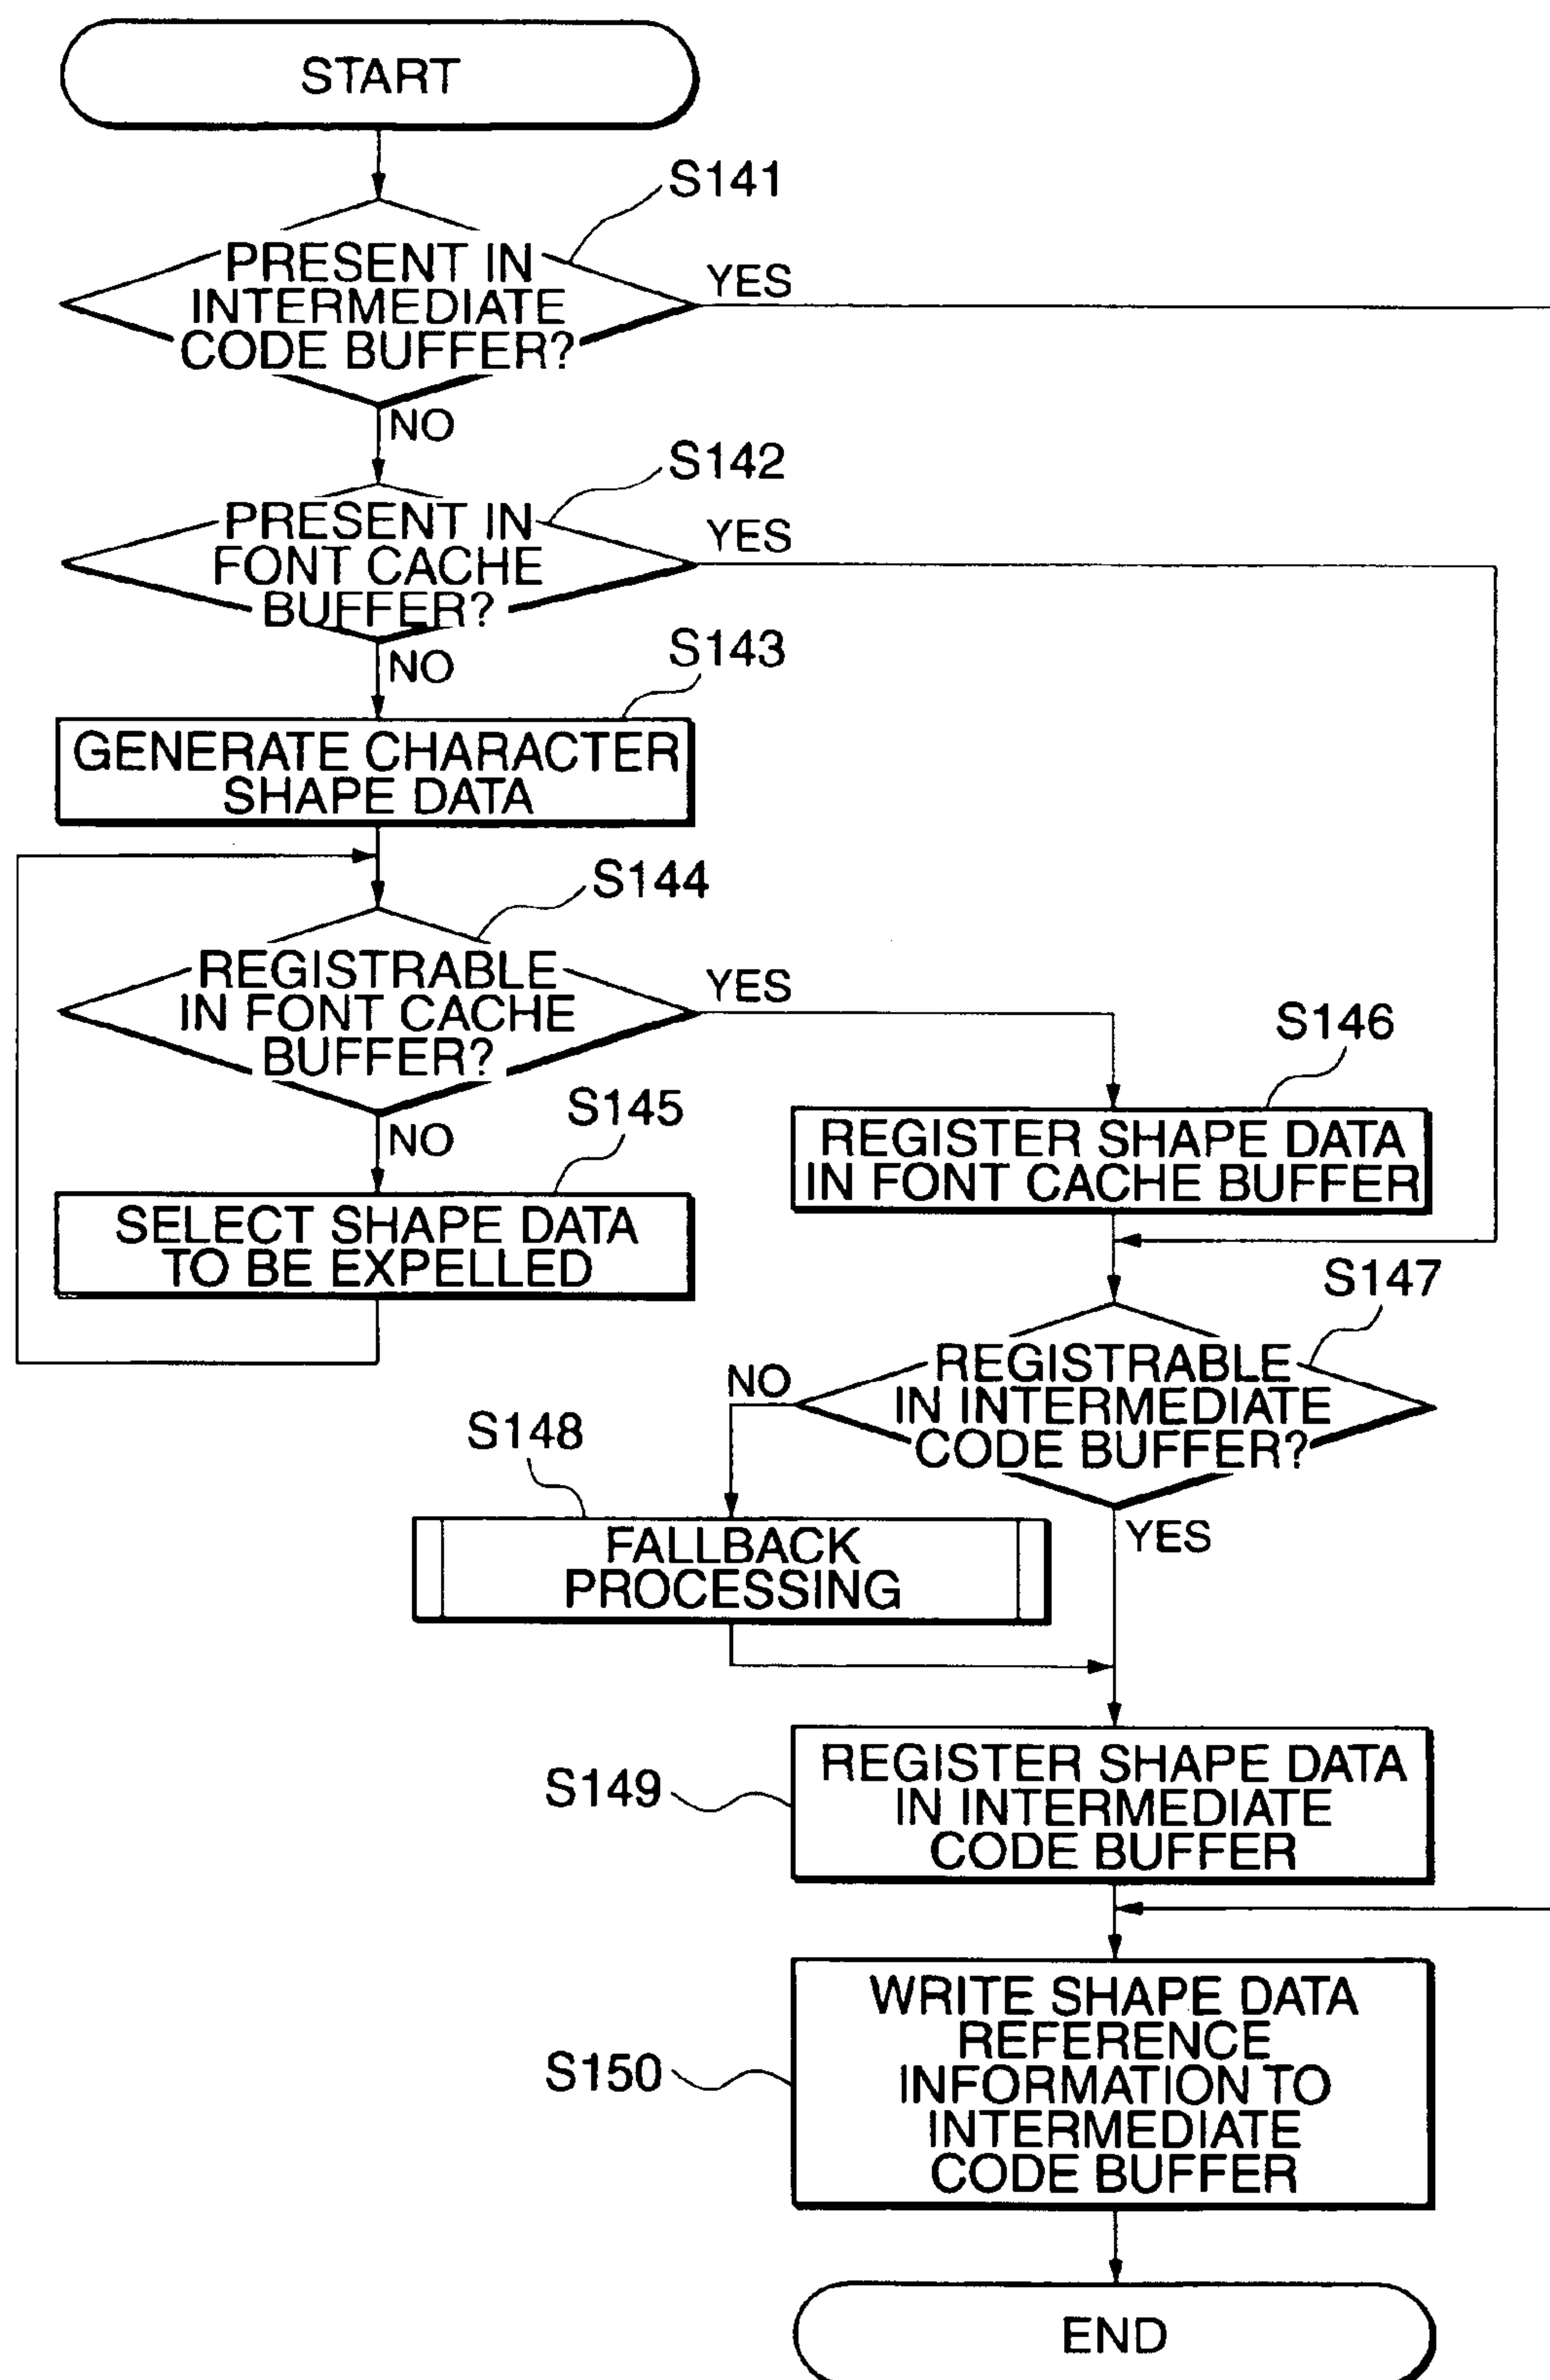 START
S141
PRESENT IN
INTERMEDIATE
CODE BUFFER?
YES
NO
S142
PRESENT IN
FONT CACHE
BUFFER?
YES
NO
S143
GENERATE CHARACTER
SHAPE DATA
S144
REGISTRABLE
IN FONT CACHE
BUFFER?
YES
NO
S145
SELECT SHAPE DATA
TO BE EXPELLED
S146
REGISTER SHAPE DATA
IN FONT CACHE BUFFER
S147
REGISTRABLE
IN INTERMEDIATE
CODE BUFFER?
NO
YES
S148
FALLBACK
PROCESSING
S149
REGISTER SHAPE DATA
IN INTERMEDIATE
CODE BUFFER
S150
WRITE SHAPE DATA
REFERENCE
INFORMATION TO
INTERMEDIATE
CODE BUFFER
END